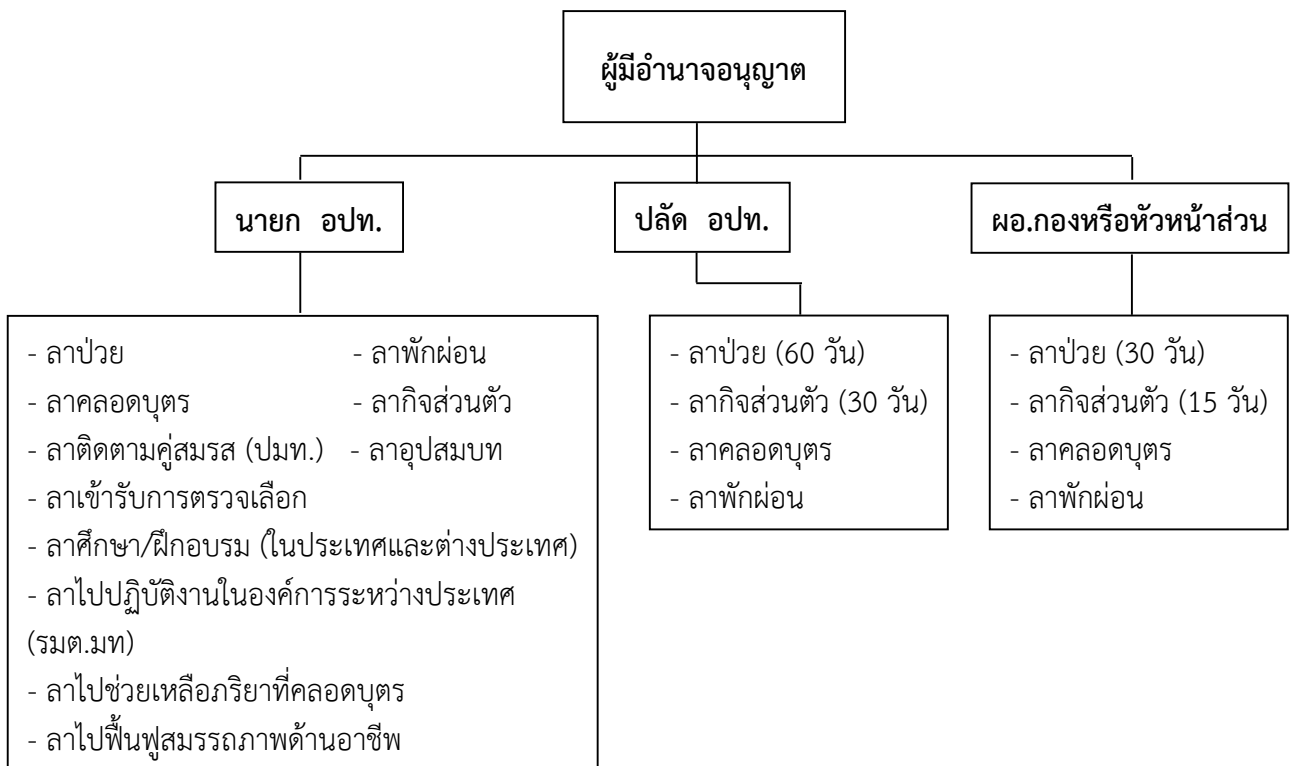 ผู้มีอำนาจอนุญาต
นายก อปท.
ปลัด อปท.
ผอ.กองหรือหัวหน้าส่วน
- ลาป่วย - ลาพักผ่อน
- ลาคลอดบุตร - ลากิจส่วนตัว
- ลาติดตามคู่สมรส (ปมท.) - ลาอุปสมบท
- ลาเข้ารับการตรวจเลือก
- ลาศึกษา/ฝึกอบรม (ในประเทศและต่างประเทศ)
- ลาไปปฏิบัติงานในองค์การระหว่างประเทศ
(รมต.มท)
- ลาไปช่วยเหลือภริยาที่คลอดบุตร
- ลาไปฟื้นฟูสมรรถภาพด้านอาชีพ
- ลาป่วย (60 วัน)
- ลากิจส่วนตัว (30 วัน)
- ลาคลอดบุตร
- ลาพักผ่อน
- ลาป่วย (30 วัน)
- ลากิจส่วนตัว (15 วัน)
- ลาคลอดบุตร
- ลาพักผ่อน